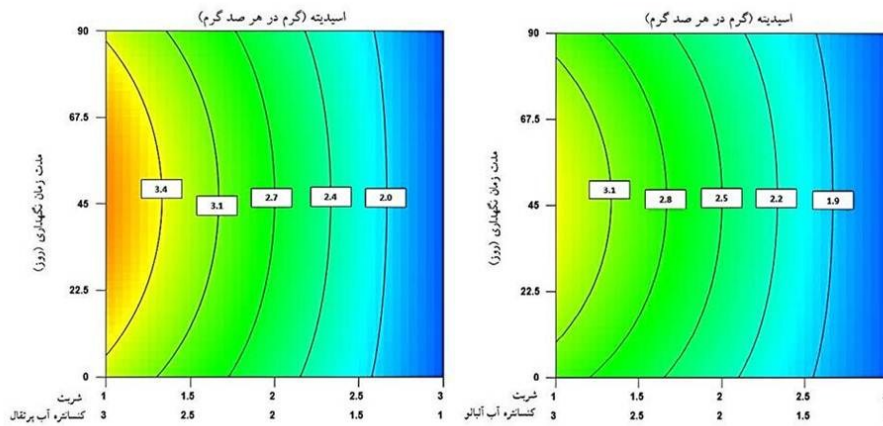 اسیدیته (گرم در هر صد گرم)
90
67.5
45
22.5
0
مدت زمان نگهداری (روز)
3.4
3.1
2.7
2.4
2.0
شربت 1 1.5 2 2.5 3
کنسانتره آب پرتقال 3 2.5 2 1.5 1
اسیدیته (گرم در هر صد گرم)
90
67.5
45
22.5
0
مدت زمان نگهداری (روز)
3.1
2.8
2.5
2.2
1.9
شربت 1 1.5 2 2.5
کنسانتره آب آلبالو 3 2.5 2 1.5